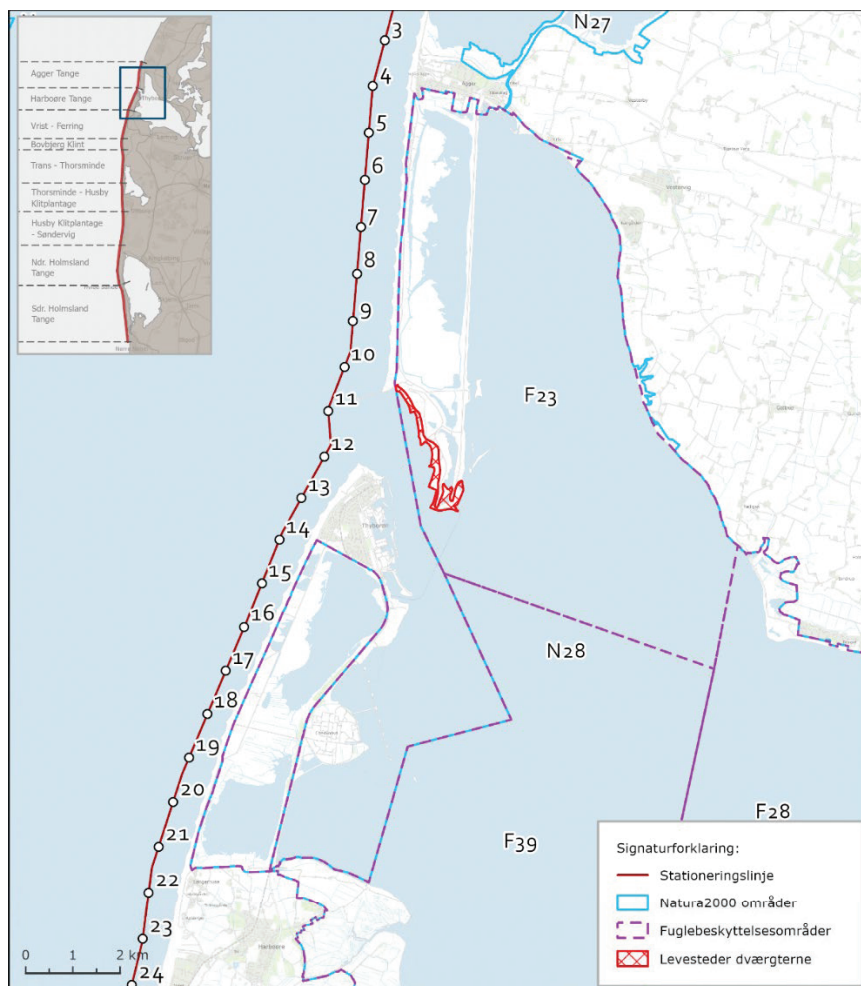 N27
Agger Tange
Harboøre Tange
Vrist - Ferring
Bovbjerg Klint
Trans - Thorsminde
Thorsminde - Husby
Klitplantage
Husby Klitplantage
- Søndervig
Ndr. Holmsland
Tange
Sdr. Holmsland
Tange
3
4
5
6
7
8
9
10
11
12
13
14
15
16
17
18
19
20
21
22
23
24
Agger
F23
Thyborøn
N28
F39
F28
Harboøre
0 1 2 km
Signaturforklaring:
Stationeringslinje
Natura2000 områder
Fuglebeskyttelsesområder
Levesteder dværgterne